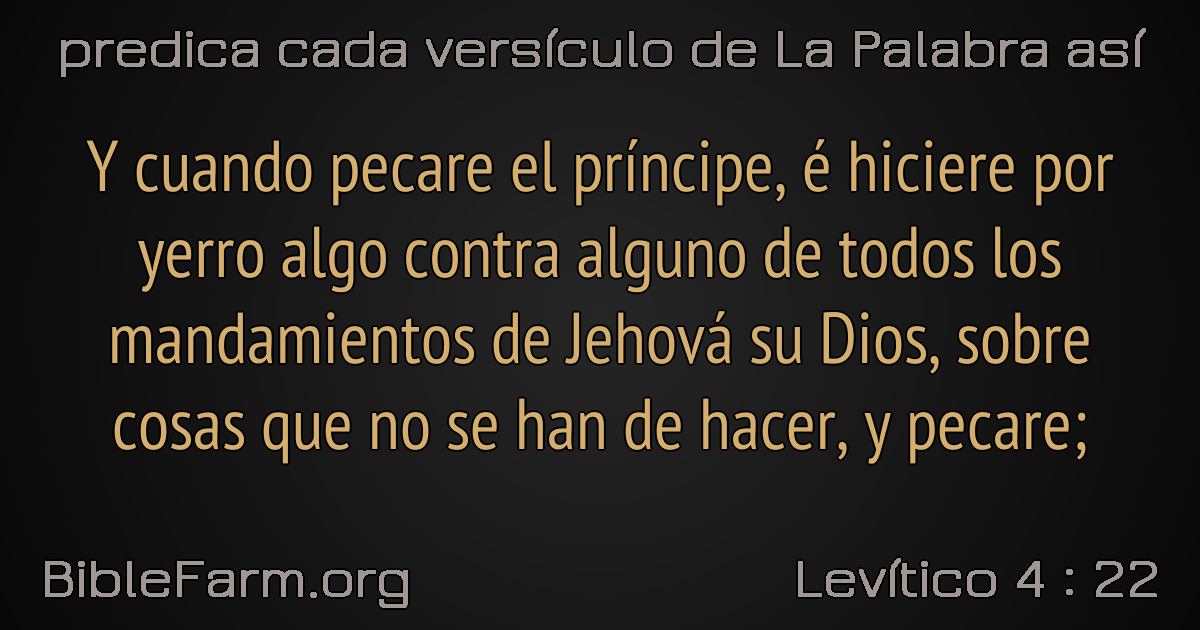 predica cada versículo de La Palabra así
Y cuando pecare el príncipe, é hiciere por
yerro algo contra alguno de todos los
mandamientos de Jehová su Dios, sobre
cosas que no se han de hacer, y pecare;
BibleFarm.org
Levítico 4 : 22